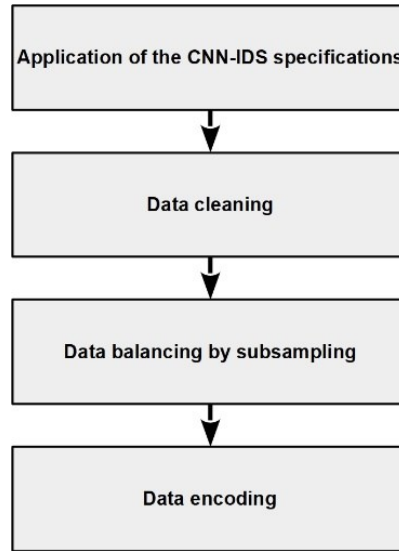 Application of the CNN-IDS specifications
Data cleaning
Data balancing by subsampling
Data encoding